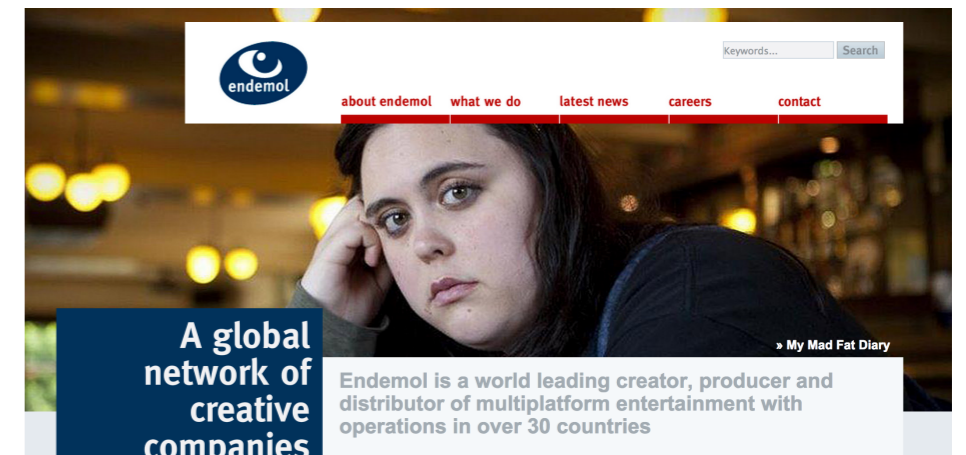 Keywords...
Search
endemol
about endemol
what we do
latest news
careers
contact
» My Mad Fat Diary
A global
network of
creative
companies
Endemol is a world leading creator, producer and
distributor of multiplatform entertainment with
operations in over 30 countries